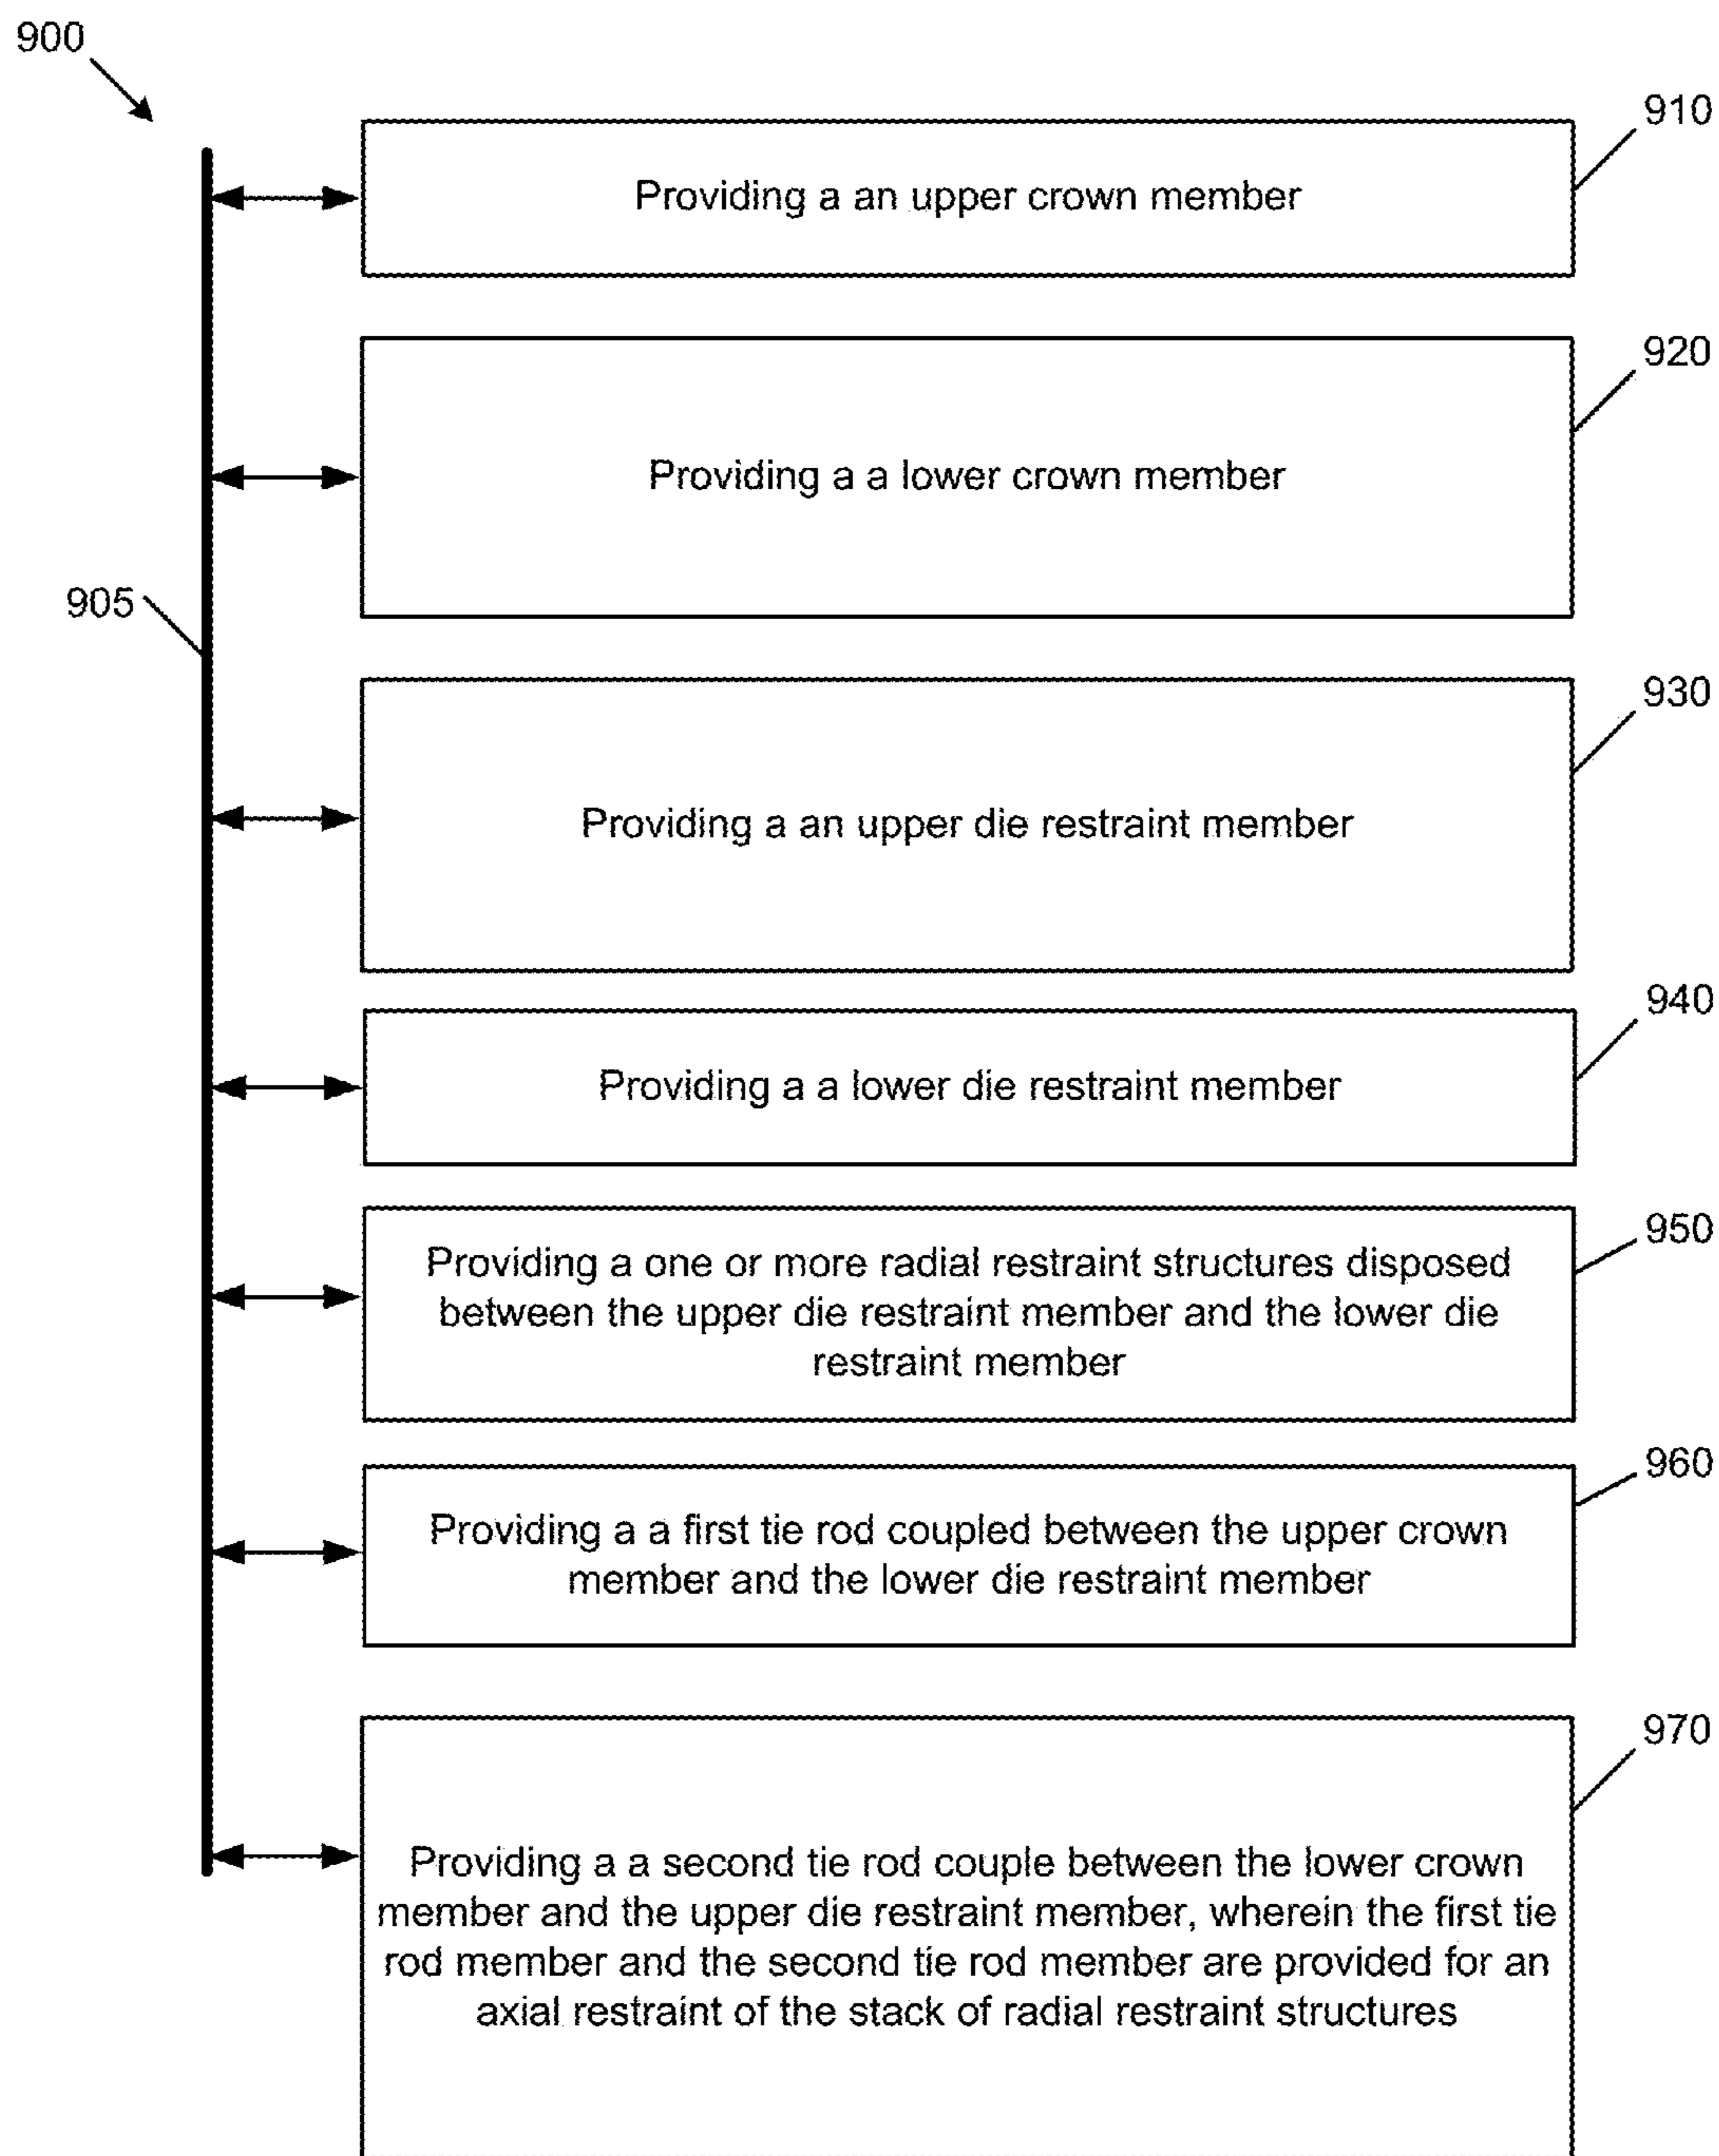 900
910
Providing a an upper crown member
920
Providing a a lower crown member
905
930
Providing a an upper die restraint member
940
Providing a a lower die restraint member
950
Providing a one or more radial restraint structures disposed
between the upper die restraint member and the lower die
restraint member
960
Providing a a first tie rod coupled between the upper crown
member and the lower die restraint member
970
Providing a a second tie rod couple between the lower crown
member and the upper die restraint member, wherein the first tie
rod member and the second tie rod member are provided for an
axial restraint of the stack of radial restraint structures